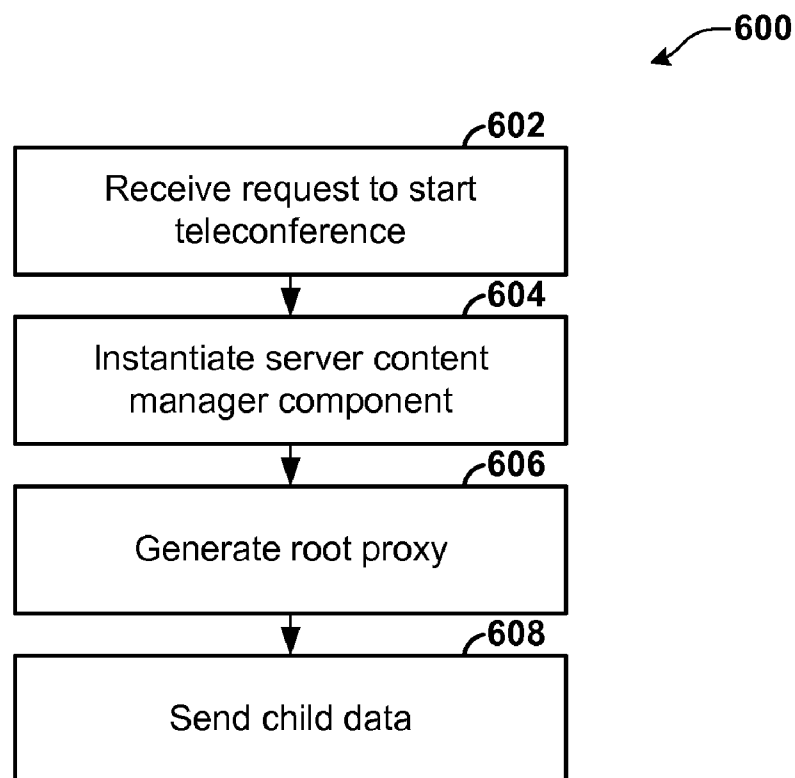 600
602
Receive request to start
teleconference
604
Instantiate server content
manager component
606
Generate root proxy
608
Send child data